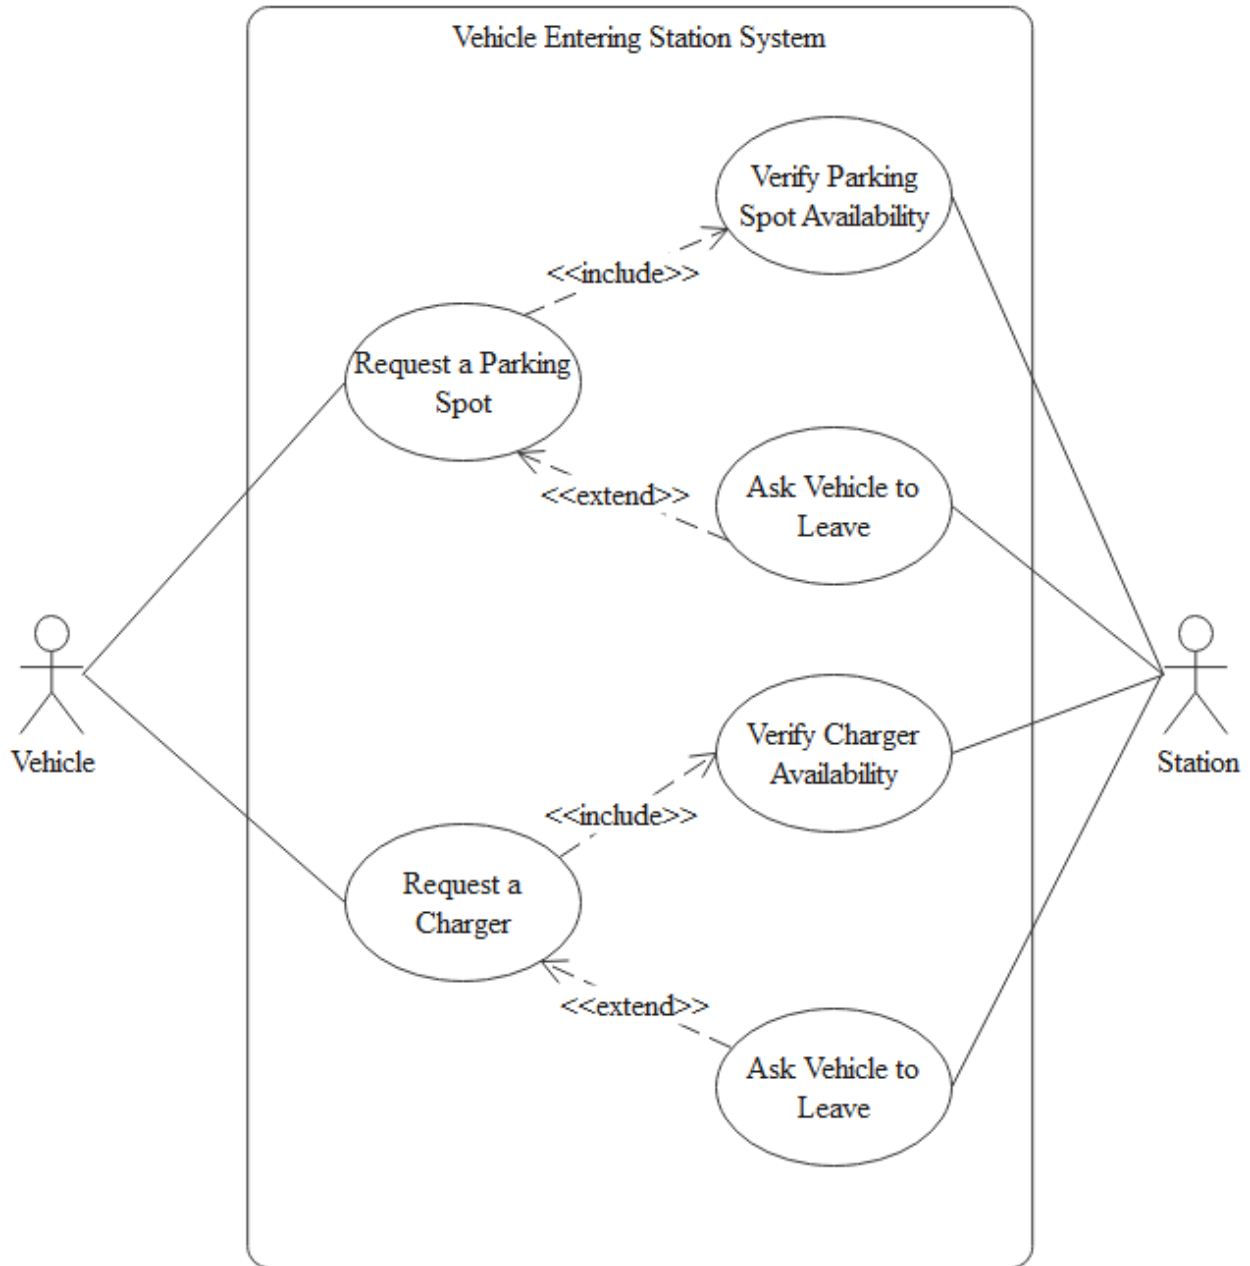 Vehicle Entering Station System
Verify Parking
Spot Availability
<<include>>
Request a Parking
Spot
<<extend>>
Ask Vehicle to
Leave
Vehicle
Station
Verify Charger
Availability
<<include>>
Request a
Charger
<<extend>>
Ask Vehicle to
Leave